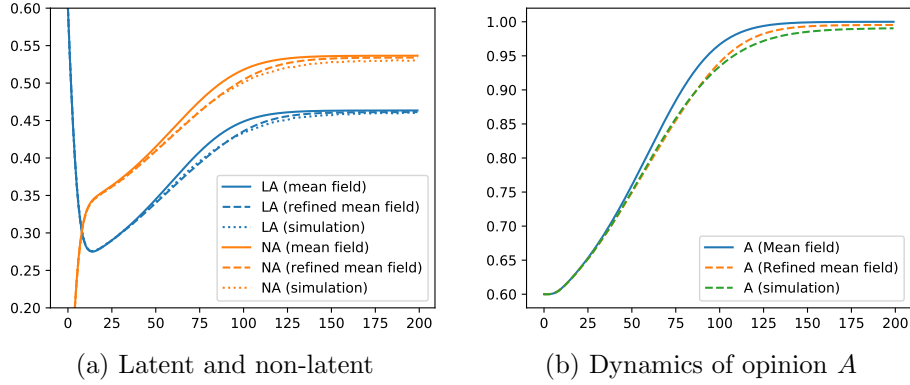 0.60
0.55
0.50
0.45
0.40
0.35
0.30
0.25
0.20
0 25 50 75 100 125 150 175 200
LA (mean field)
LA (refined mean field)
LA (simulation)
NA (mean field)
NA (refined mean field)
NA (simulation)
(a) Latent and non-latent
1.00
0.95
0.90
0.85
0.80
0.75
0.70
0.65
0.60
0 25 50 75 100 125 150 175 200
A (Mean field)
A (Refined mean field)
A (simulation)
(b) Dynamics of opinion A